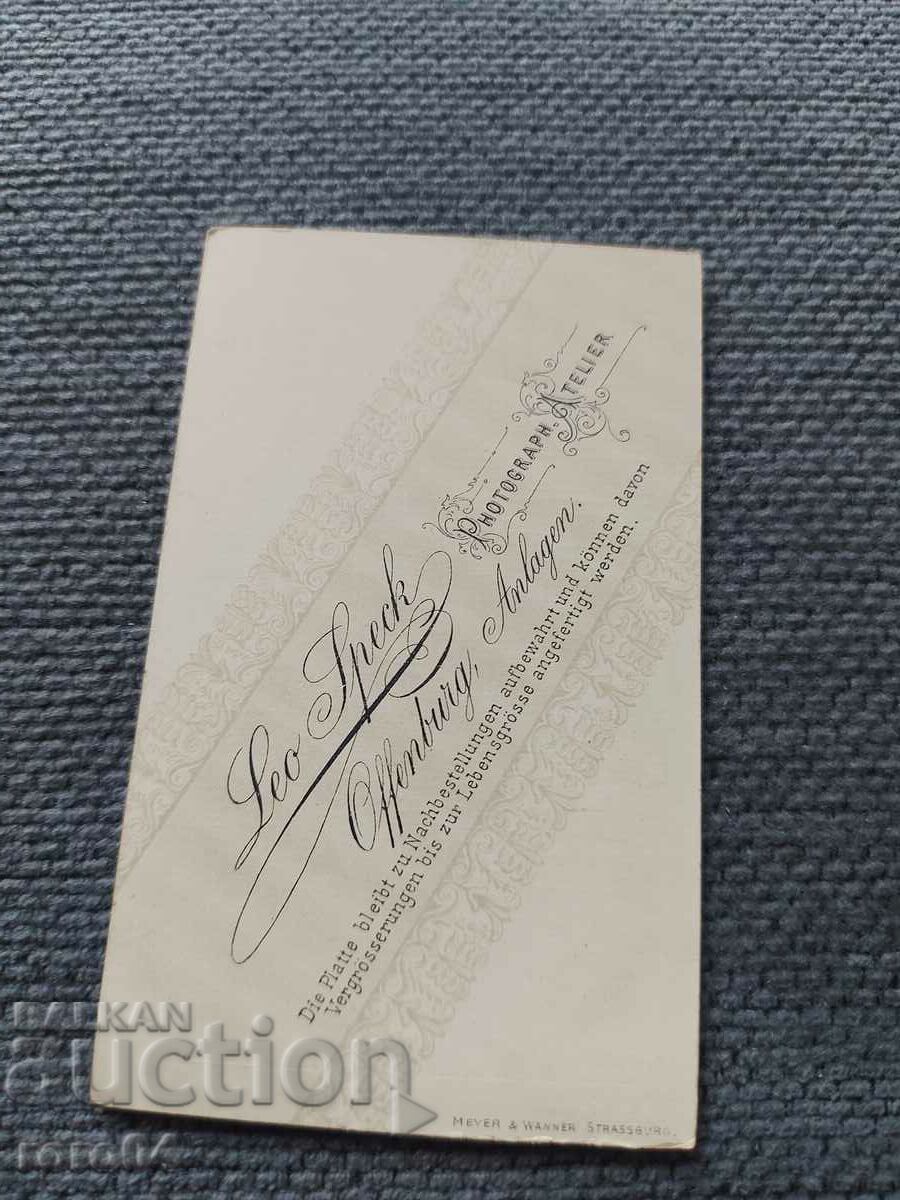 Leo Speck
PHOTOGRAPH. ATELIER
Offenburg, Anlagen.
Die Platte bleibt zu Nachbestellungen aufbewahrt und können davon
Vergrösserungen bis zur Lebensgrösse angefertigt werden.
MEYER & WANNER STRASSBURG.
BALKAN
auction